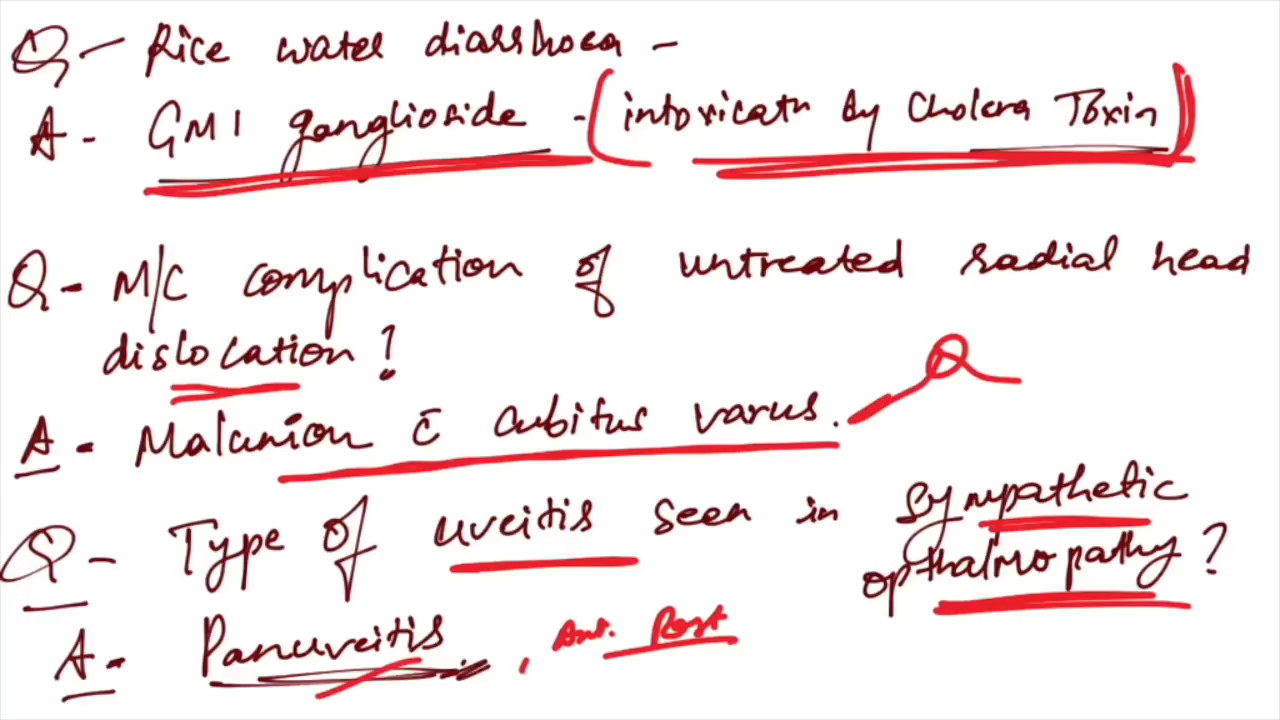 Q - Rice water diarrhoea -
A - GM1 ganglioside - (intoxicatn by Cholera Toxin)
Q - M/C complication of untreated radial head
dislocation?
A - Malunion c̄ cubitus varus.
Q - Type of uveitis seen in sympathetic
opthalmopathy?
A - Panuveitis. , Ant. Post